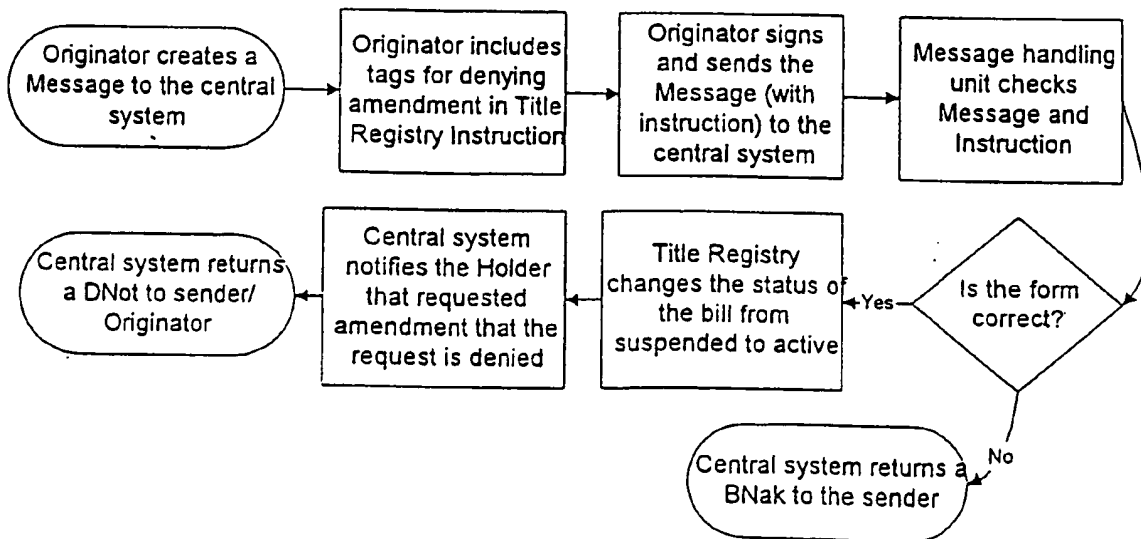 Originator creates a
Message to the central
system
Originator includes
tags for denying
amendment in Title
Registry Instruction
Originator signs
and sends the
Message (with
instruction) to the
central system
Message handling
unit checks
Message and
Instruction
Is the form
correct?
Yes
Title Registry
changes the status of
the bill from
suspended to active
Central system
notifies the Holder
that requested
amendment that the
request is denied
Central system returns
a DNot to sender/
Originator
No
Central system returns a
BNak to the sender